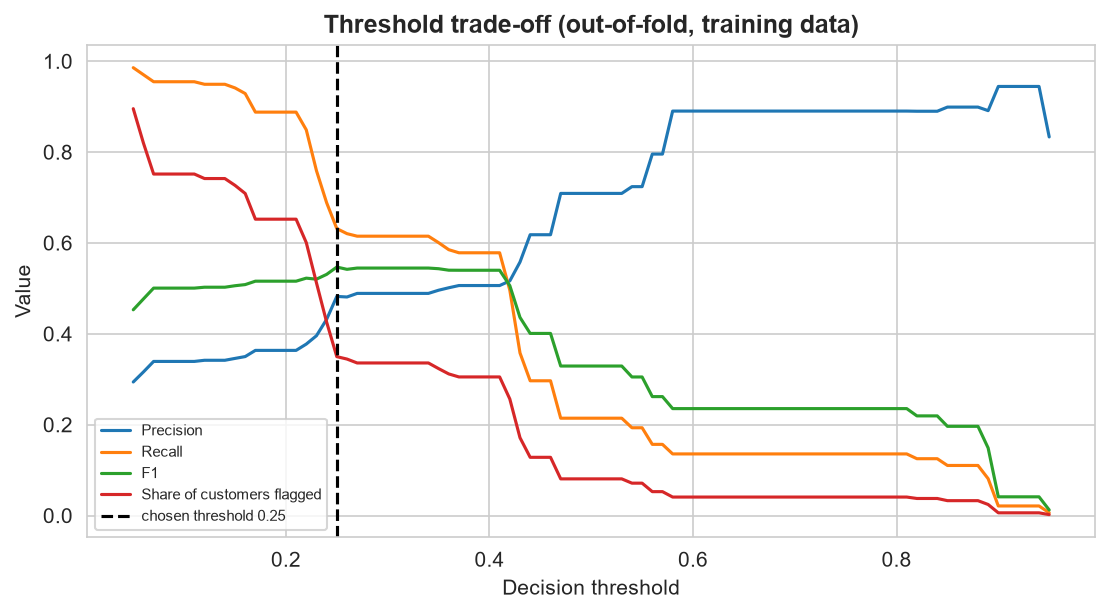 Threshold trade-off (out-of-fold, training data)
1.0
0.8
0.6
0.4
0.2
0.0
Value
Precision
Recall
F1
Share of customers flagged
chosen threshold 0.25
0.2 0.4 0.6 0.8
Decision threshold